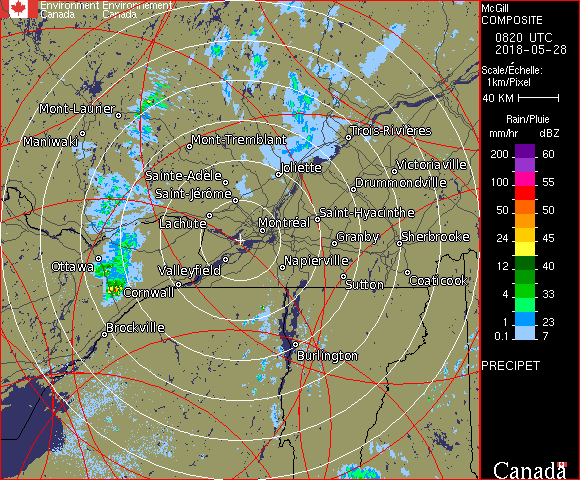 Environment Environnement
Canada Canada
McGill
COMPOSITE
0820 UTC
2018-05-28
Scale/Échelle:
1km/Pixel
40 KM
Rain/Pluie
mm/hr dBZ
200 60
100 55
50 50
24 45
12 40
4 33
1 23
0.1 7
PRECIPET
Canada
Mont-Laurier
Maniwaki
Mont-Tremblant
Trois-Rivières
Joliette
Victoriaville
Sainte-Adèle
Drummondville
Saint-Jérôme
Lachute
Saint-Hyacinthe
Montréal
Granby
Sherbrooke
Ottawa
Valleyfield
Napierville
Coaticook
Sutton
Cornwall
Brockville
Burlington